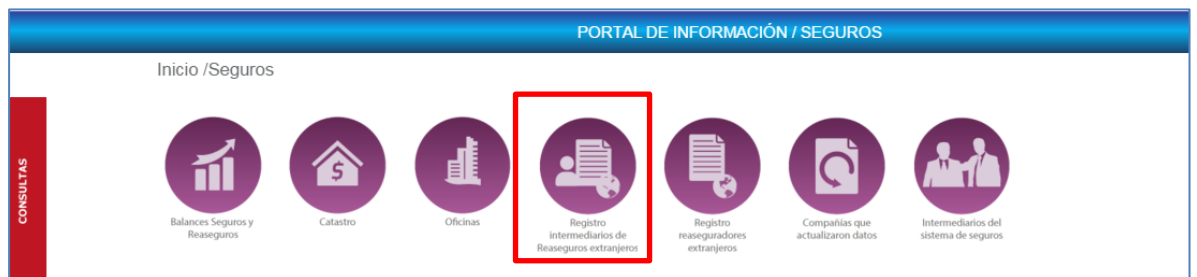 PORTAL DE INFORMACIÓN / SEGUROS
Inicio /Seguros
CONSULTAS
$
Balances Seguros y
Reaseguros
Catastro
Oficinas
Registro
intermediarios de
Reaseguros extranjeros
Registro
reaseguradores
extranjeros
Compañías que
actualizaron datos
Intermediarios del
sistema de seguros